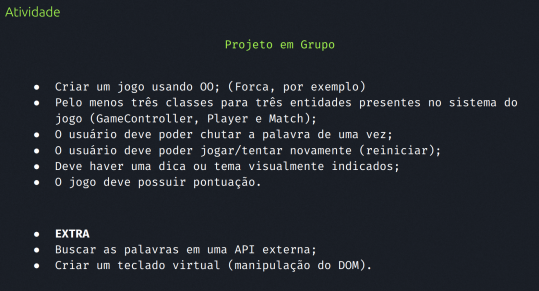 Atividade
Projeto em Grupo
● Criar um jogo usando OO; (Forca, por exemplo)
● Pelo menos três classes para três entidades presentes no sistema do
jogo (GameController, Player e Match);
● O usuário deve poder chutar a palavra de uma vez;
● O usuário deve poder jogar/tentar novamente (reiniciar);
● Deve haver uma dica ou tema visualmente indicados;
● O jogo deve possuir pontuação.
● EXTRA
● Buscar as palavras em uma API externa;
● Criar um teclado virtual (manipulação do DOM).